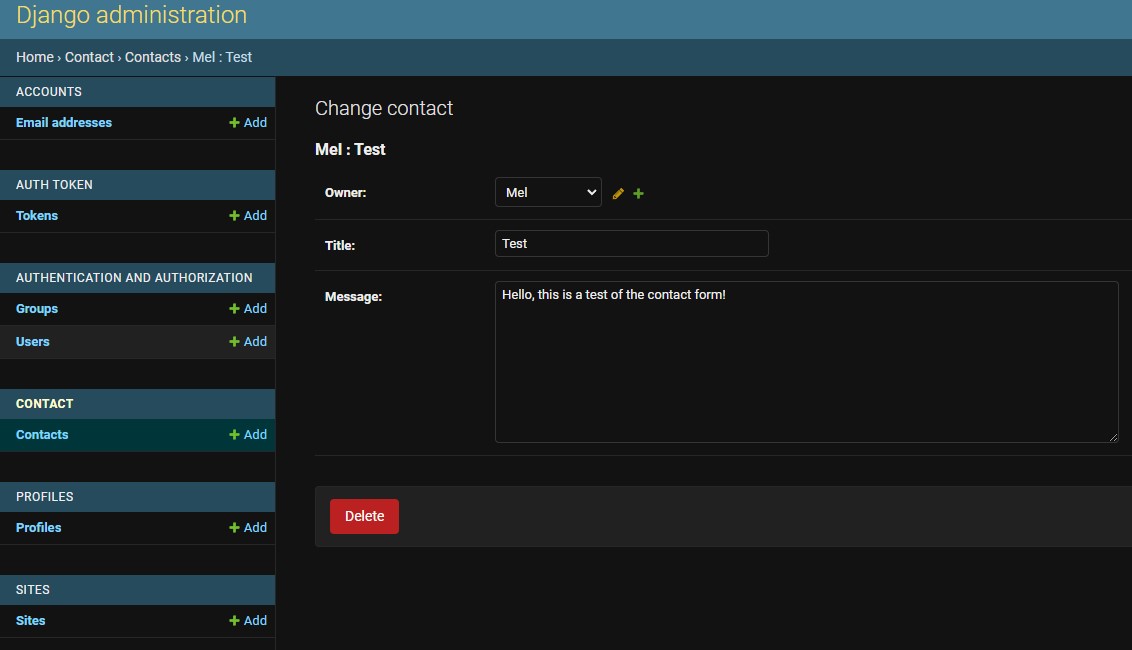 Django administration
Home › Contact › Contacts › Mel : Test
ACCOUNTS
Email addresses
Add
AUTH TOKEN
Tokens
Add
AUTHENTICATION AND AUTHORIZATION
Groups
Add
Users
Add
CONTACT
Contacts
Add
PROFILES
Profiles
Add
SITES
Sites
Add
Change contact
Mel : Test
Owner:
Mel
Title:
Test
Message:
Hello, this is a test of the contact form!
Delete